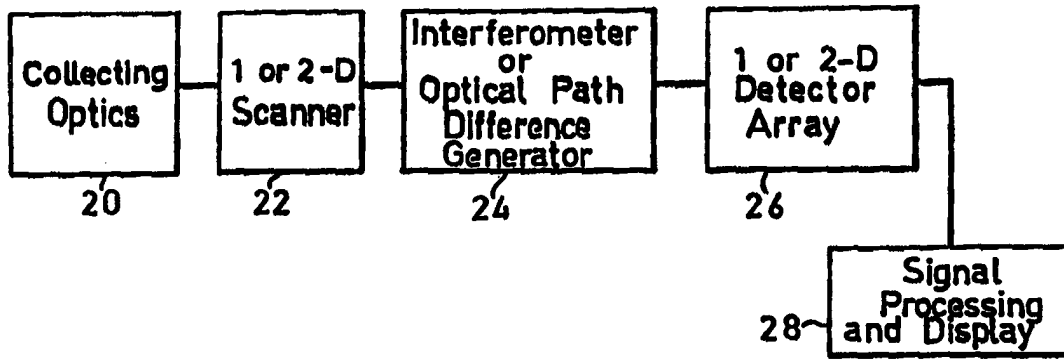 Collecting
Optics
20
1 or 2-D
Scanner
22
Interferometer
or
Optical Path
Difference
Generator
24
1 or 2-D
Detector
Array
26
Signal
Processing
and Display
28